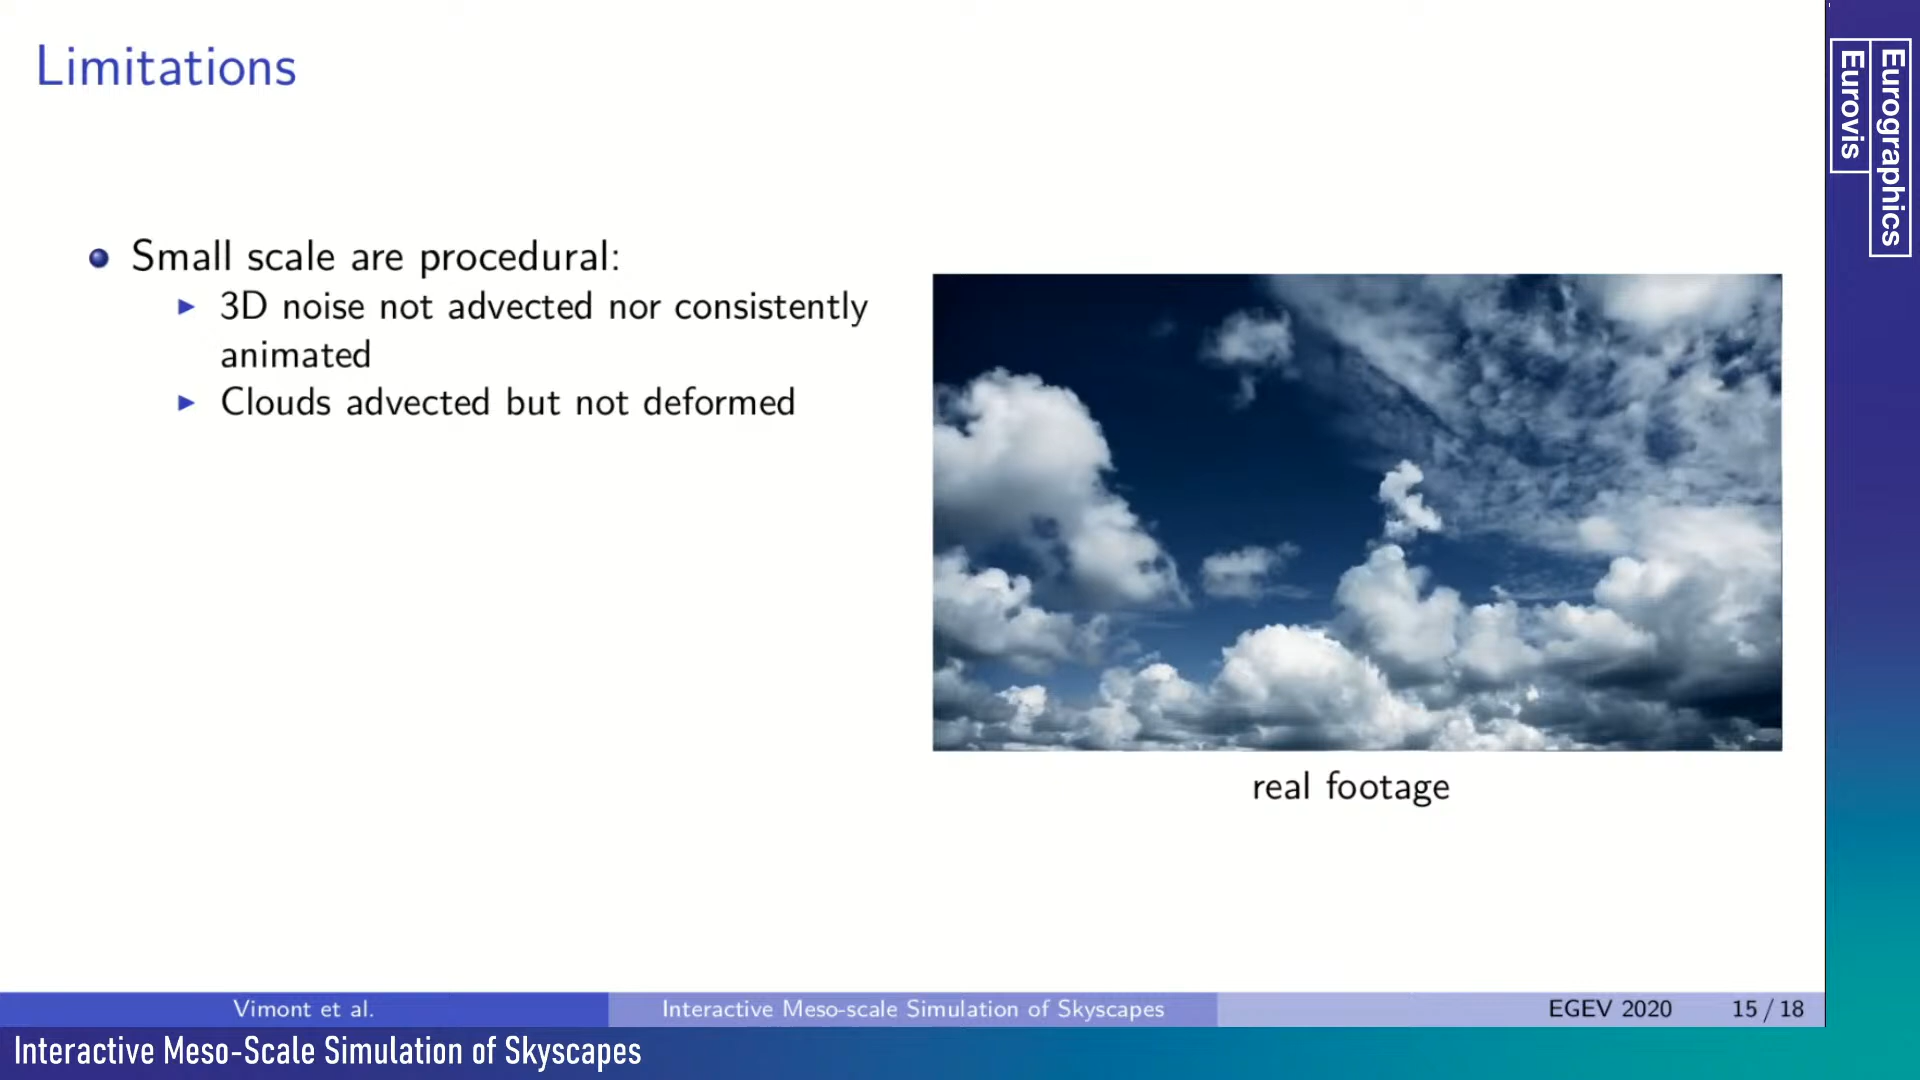 Limitations
Small scale are procedural:
3D noise not advected nor consistently
animated
Clouds advected but not deformed
real footage
Vimont et al.
Interactive Meso-scale Simulation of Skyscapes
EGEV 2020
15 / 18
Interactive Meso-Scale Simulation of Skyscapes
Eurographics
Eurovis